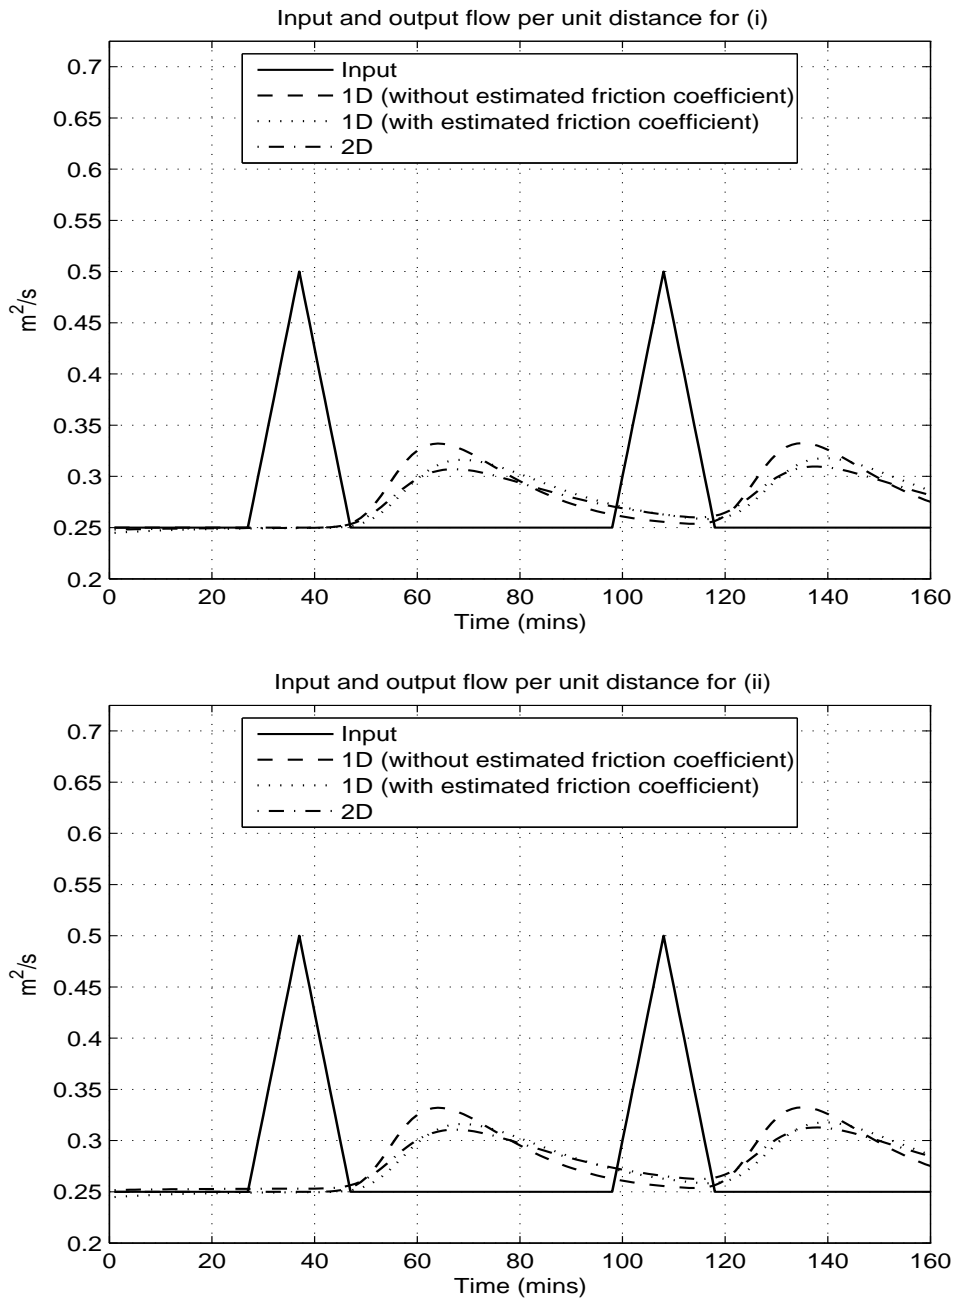 Input and output flow per unit distance for (i)
0.7
0.65
0.6
0.55
0.5
0.45
0.4
0.35
0.3
0.25
0.2
m²/s
Input
1D (without estimated friction coefficient)
1D (with estimated friction coefficient)
2D
0 20 40 60 80 100 120 140 160
Time (mins)
Input and output flow per unit distance for (ii)
0.7
0.65
0.6
0.55
0.5
0.45
0.4
0.35
0.3
0.25
0.2
m²/s
Input
1D (without estimated friction coefficient)
1D (with estimated friction coefficient)
2D
0 20 40 60 80 100 120 140 160
Time (mins)